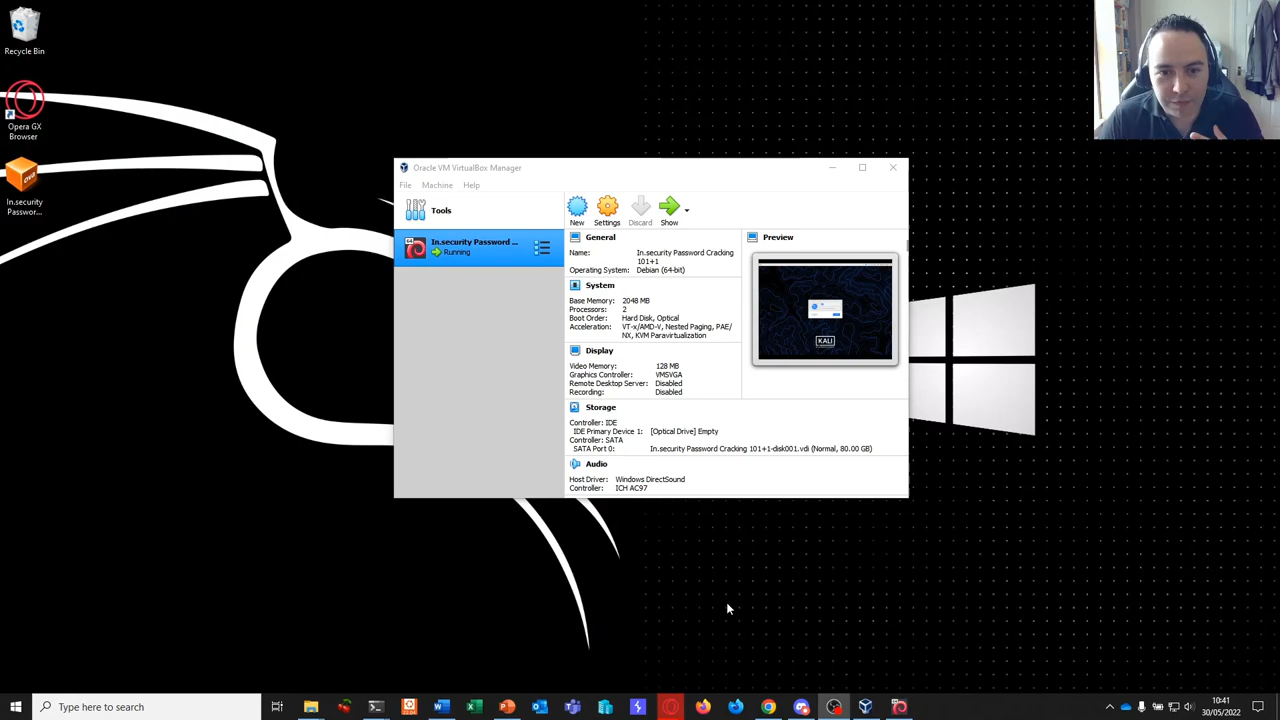 Recycle Bin
Opera GX
Browser
In.security
Passwor...
Oracle VM VirtualBox Manager
File Machine Help
Tools
New Settings Discard Show
In.security Password ...
Running
General
Name: In.security Password Cracking
101+1
Operating System: Debian (64-bit)
System
Base Memory: 2048 MB
Processors: 2
Boot Order: Hard Disk, Optical
Acceleration: VT-x/AMD-V, Nested Paging, PAE/
NX, KVM Paravirtualization
Display
Video Memory: 128 MB
Graphics Controller: VMSVGA
Remote Desktop Server: Disabled
Recording: Disabled
Storage
Controller: IDE
IDE Primary Device 1: [Optical Drive] Empty
Controller: SATA
SATA Port 0: In.security Password Cracking 101+1-disk001.vdi (Normal, 80.00 GB)
Audio
Host Driver: Windows DirectSound
Controller: ICH AC97
Preview
KALI
Type here to search
10:41
30/05/2022